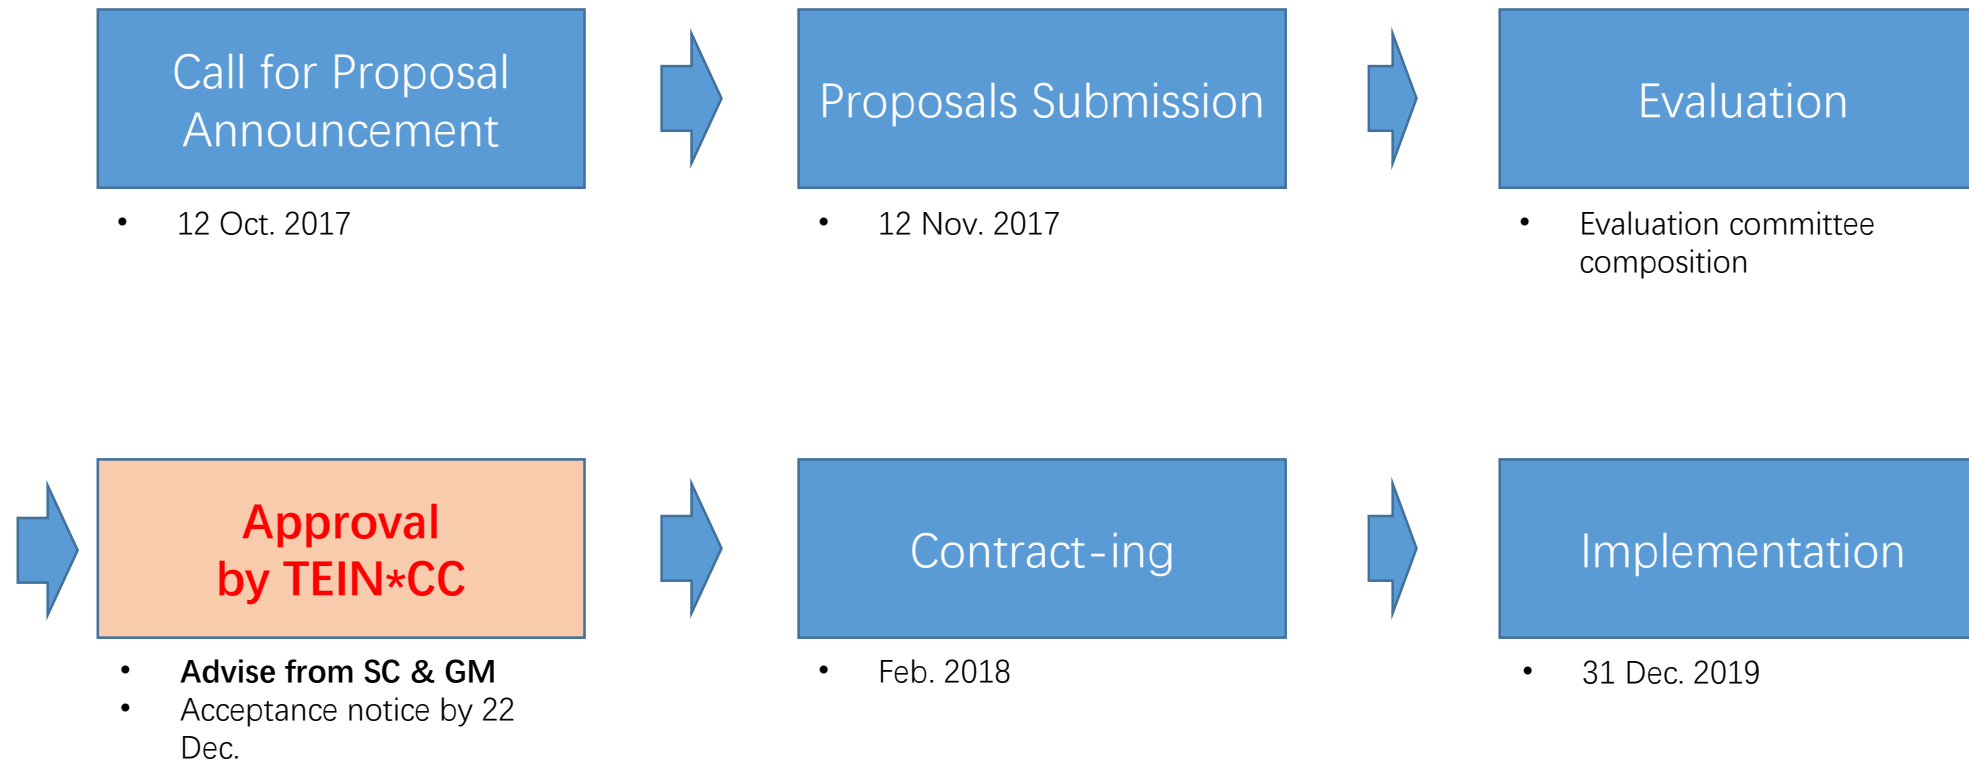 Call for Proposal
Announcement
Proposals Submission
Evaluation
• 12 Oct. 2017
• 12 Nov. 2017
• Evaluation committee
composition
Approval
by TEIN*CC
Contract-ing
Implementation
• Advise from SC & GM
• Acceptance notice by 22
Dec.
• Feb. 2018
• 31 Dec. 2019